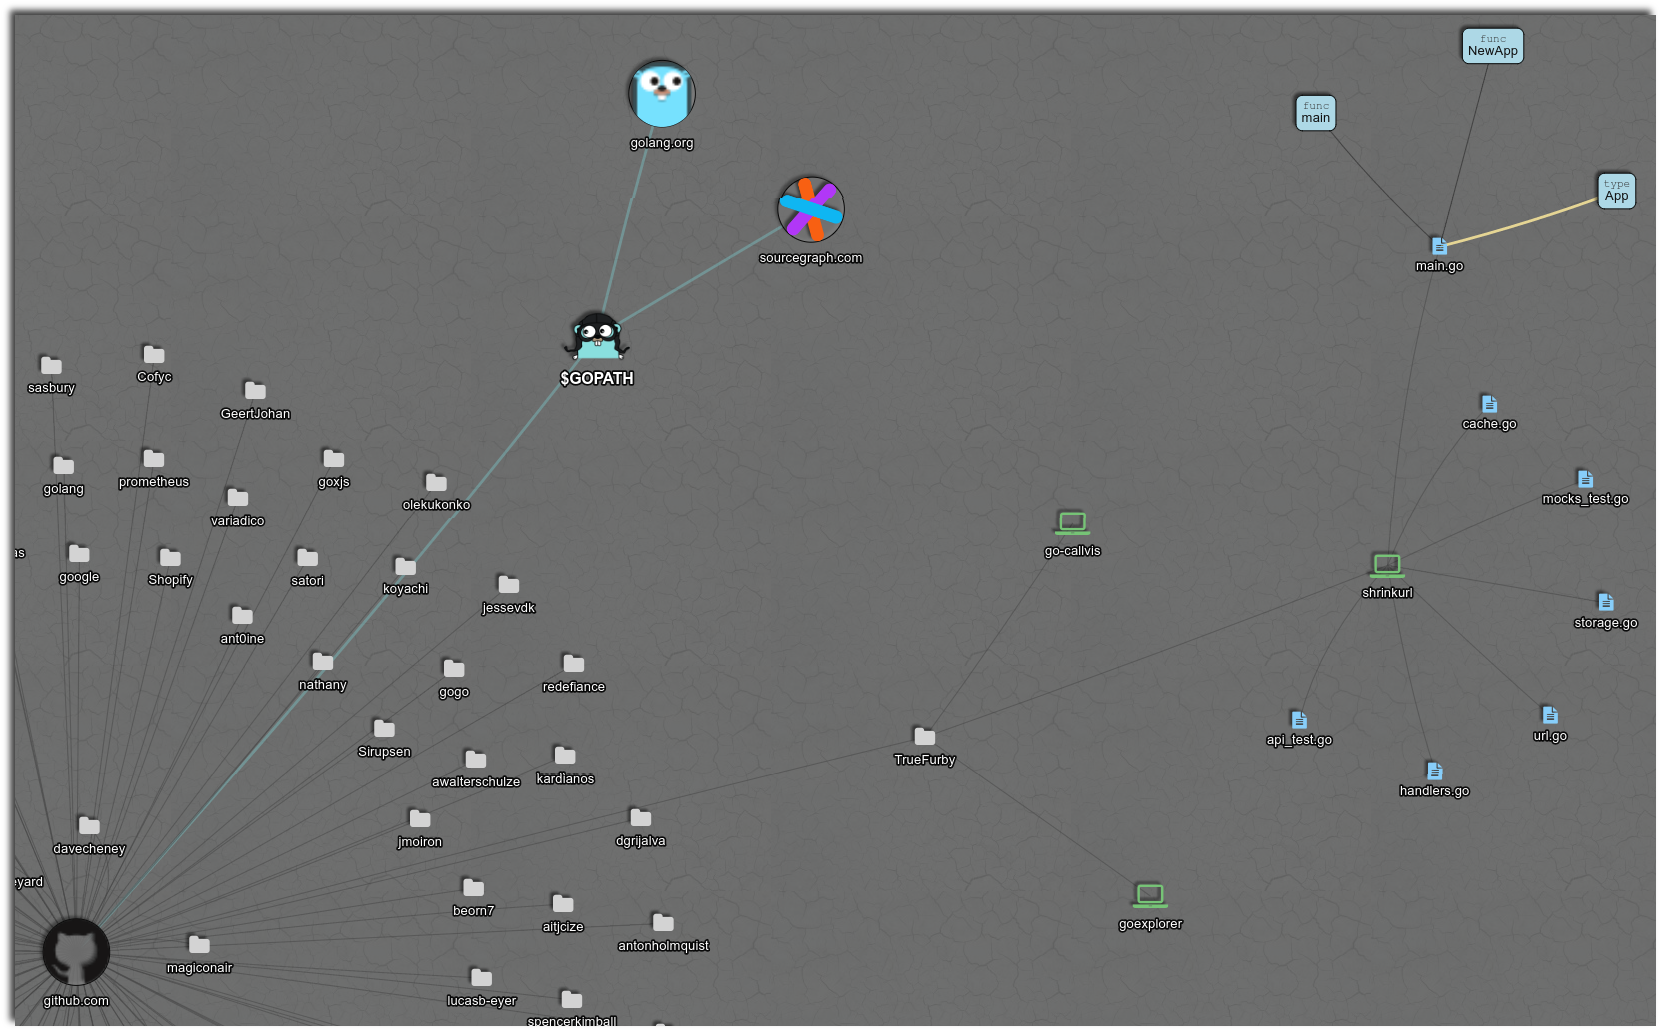 func
NewApp
func
main
golang.org
type
App
sourcegraph.com
main.go
$GOPATH
sasbury
Cofyc
GeertJohan
cache.go
golang
prometheus
goxjs
variadico
olekukonko
mocks_test.go
as
google
Shopify
satori
koyachi
jessevdk
go-callvis
shrinkurl
ant0ine
storage.go
nathany
gogo
redefiance
Sirupsen
awalterschulze
kardianos
TrueFurby
api_test.go
url.go
handlers.go
davecheney
jmoiron
dgrijalva
eyard
beorn7
aitjcize
antonholmquist
goexplorer
magiconair
github.com
lucasb-eyer
spencerkimball